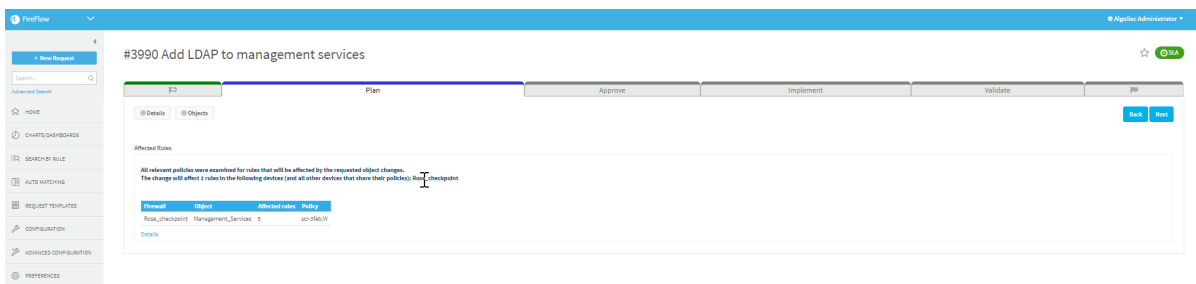 FireFlow
AlgoSec Administrator
+ New Request
Search...
Advanced Search
HOME
CHARTS/DASHBOARDS
SEARCH BY RULE
AUTO MATCHING
REQUEST TEMPLATES
CONFIGURATION
ADVANCED CONFIGURATION
PREFERENCES
#3990 Add LDAP to management services
SLA
Plan
Approve
Implement
Validate
Details
Objects
Back
Next
Affected Rules
All relevant policies were examined for rules that will be affected by the requested object changes.
The change will affect 1 rules in the following devices (and all other devices that share their policies): Rose_checkpoint
Firewall Object Affected rules Policy
Rose_checkpoint Management_Services 5 scr-5feb.W
Details